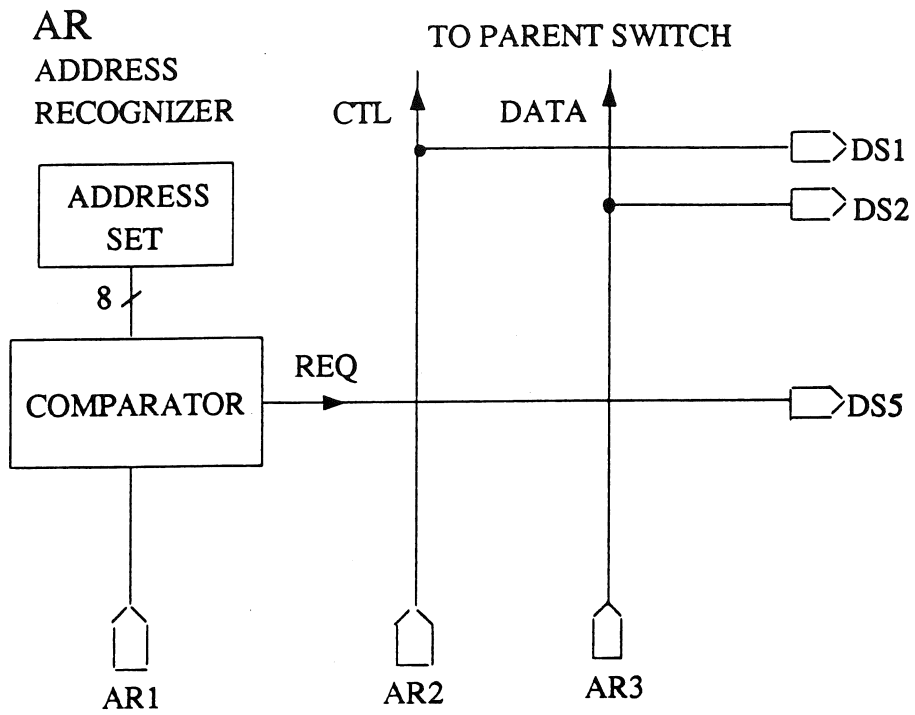 AR
ADDRESS
RECOGNIZER
TO PARENT SWITCH
CTL
DATA
DS1
DS2
ADDRESS
SET
8
REQ
COMPARATOR
DS5
AR1
AR2
AR3